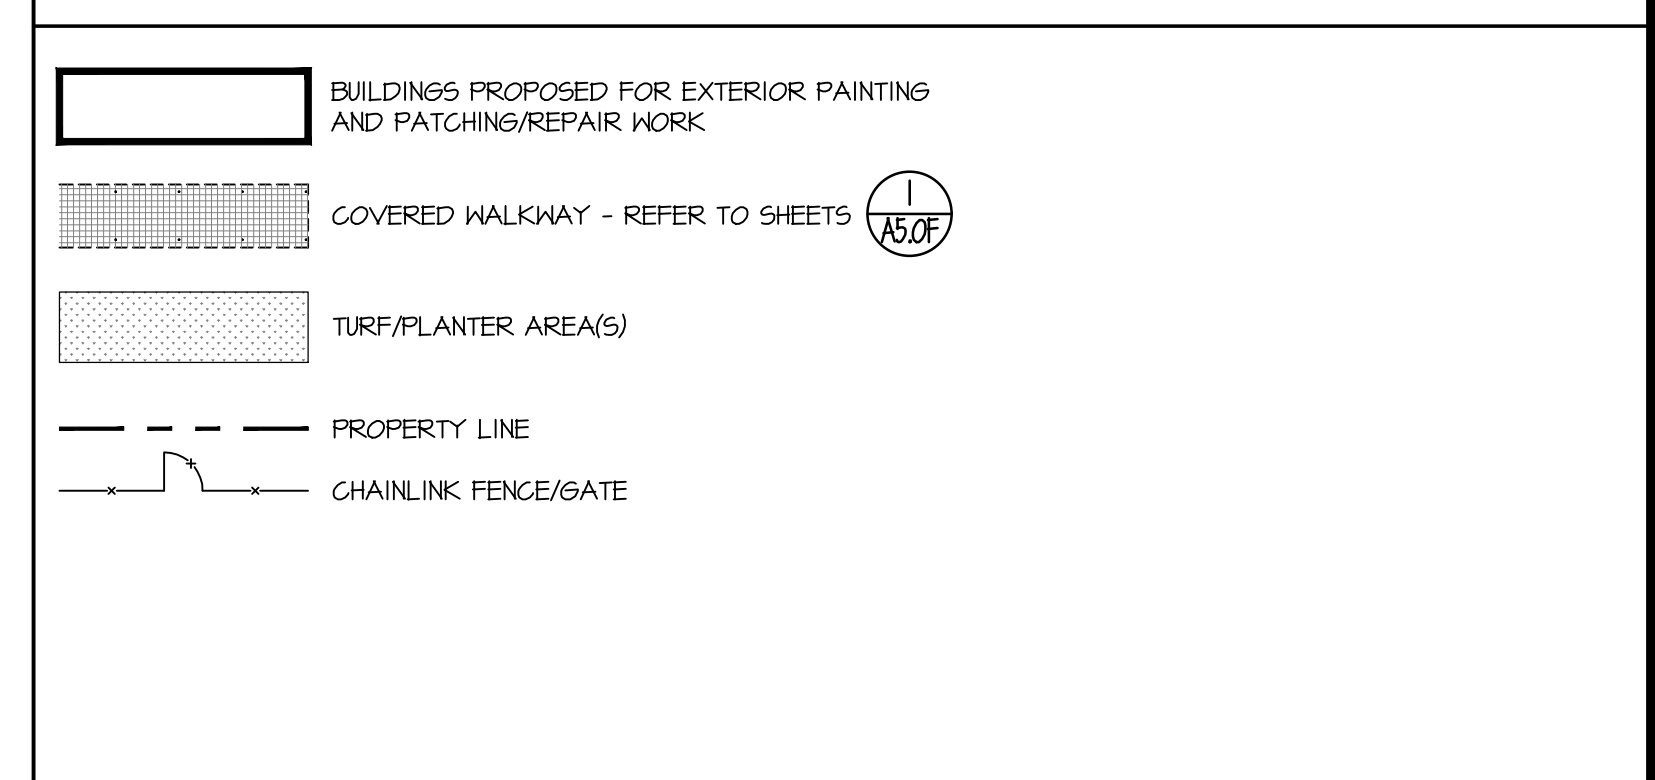 BUILDINGS PROPOSED FOR EXTERIOR PAINTING
AND PATCHING/REPAIR WORK
COVERED WALKWAY - REFER TO SHEETS
1
A5.0F
TURF/PLANTER AREA(S)
PROPERTY LINE
CHAINLINK FENCE/GATE